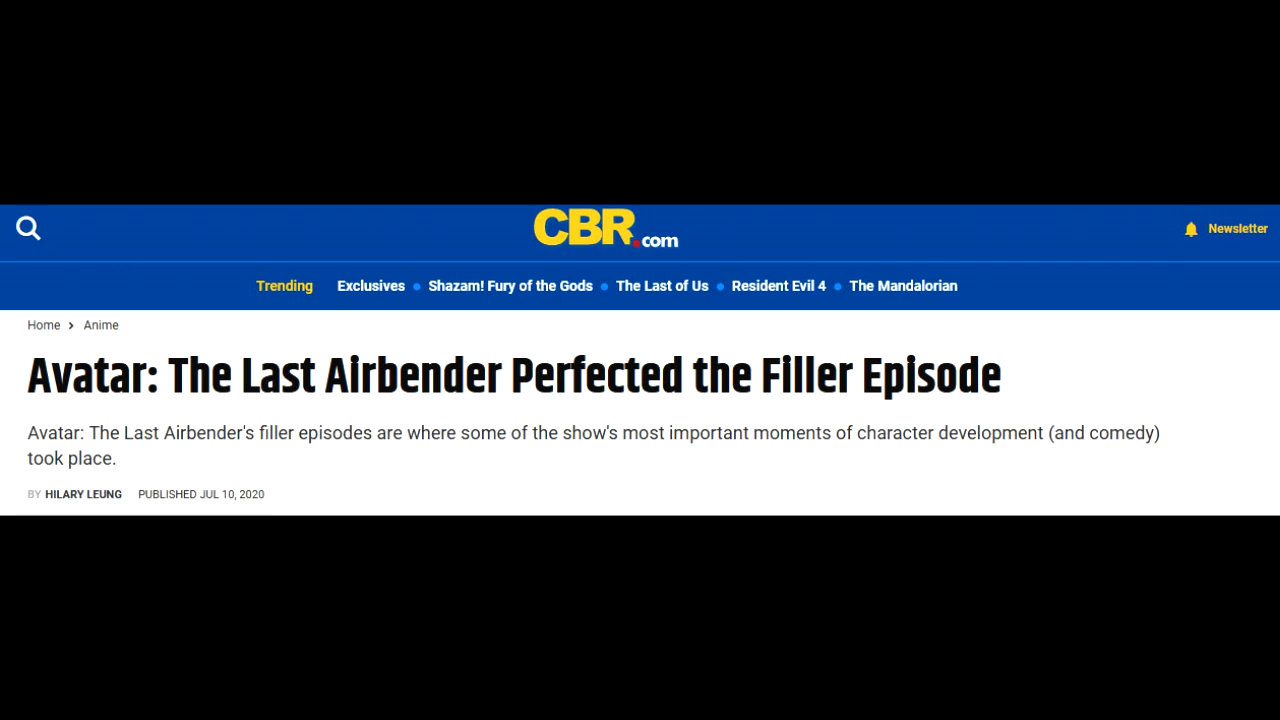 CBR.com
Newsletter
Trending Exclusives Shazam! Fury of the Gods The Last of Us Resident Evil 4 The Mandalorian
Home > Anime
Avatar: The Last Airbender Perfected the Filler Episode
Avatar: The Last Airbender's filler episodes are where some of the show's most important moments of character development (and comedy)
took place.
BY HILARY LEUNG PUBLISHED JUL 10, 2020